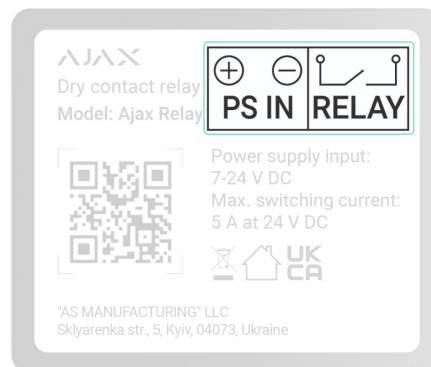 AJAX
Dry contact relay
Model: Ajax Relay
PS IN
RELAY
Power supply input:
7-24 V DC
Max. switching current:
5 A at 24 V DC
UK
CA
"AS MANUFACTURING" LLC
Sklyarenka str., 5, Kyiv, 04073, Ukraine